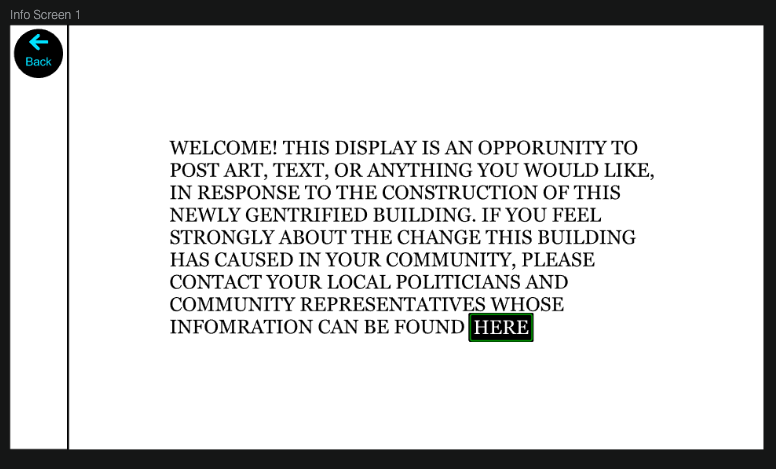 Info Screen 1
Back
WELCOME! THIS DISPLAY IS AN OPPORUNITY TO
POST ART, TEXT, OR ANYTHING YOU WOULD LIKE,
IN RESPONSE TO THE CONSTRUCTION OF THIS
NEWLY GENTRIFIED BUILDING. IF YOU FEEL
STRONGLY ABOUT THE CHANGE THIS BUILDING
HAS CAUSED IN YOUR COMMUNITY, PLEASE
CONTACT YOUR LOCAL POLITICIANS AND
COMMUNITY REPRESENTATIVES WHOSE
INFOMRATION CAN BE FOUND HERE